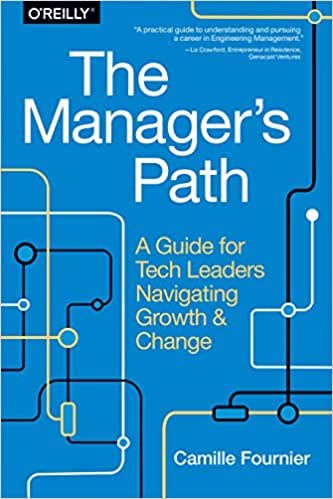 O'REILLY®
"A practical guide to understanding and pursuing
a career in Engineering Management."
—Liz Crawford, Entrepreneur in Residence,
Genacast Ventures
The
Manager's
Path
A Guide for
Tech Leaders
Navigating
Growth &
Change
Camille Fournier